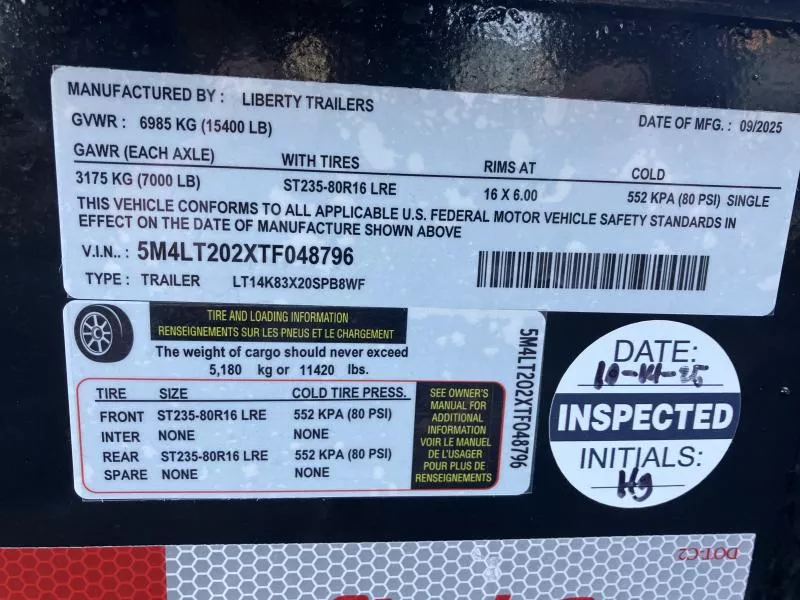 MANUFACTURED BY : LIBERTY TRAILERS
GVWR : 6985 KG (15400 LB) DATE OF MFG. : 09/2025
GAWR (EACH AXLE) WITH TIRES RIMS AT COLD
3175 KG (7000 LB) ST235-80R16 LRE 16 X 6.00 552 KPA (80 PSI) SINGLE
THIS VEHICLE CONFORMS TO ALL APPLICABLE U.S. FEDERAL MOTOR VEHICLE SAFETY STANDARDS IN
EFFECT ON THE DATE OF MANUFACTURE SHOWN ABOVE
V.I.N.. : 5M4LT202XTF048796
TYPE : TRAILER LT14K83X20SPB8WF
TIRE AND LOADING INFORMATION
RENSEIGNEMENTS SUR LES PNEUS ET LE CHARGEMENT
The weight of cargo should never exceed
5,180 kg or 11420 lbs.
TIRE SIZE COLD TIRE PRESS.
FRONT ST235-80R16 LRE 552 KPA (80 PSI)
INTER NONE NONE
REAR ST235-80R16 LRE 552 KPA (80 PSI)
SPARE NONE NONE
SEE OWNER'S
MANUAL FOR
ADDITIONAL
INFORMATION
VOIR LE MANUEL
DE L'USAGER
POUR PLUS DE
RENSEIGNEMENTS
5M4LT202XTF048796
DATE:
10-14-25
INSPECTED
INITIALS:
Hg
DOT-C2